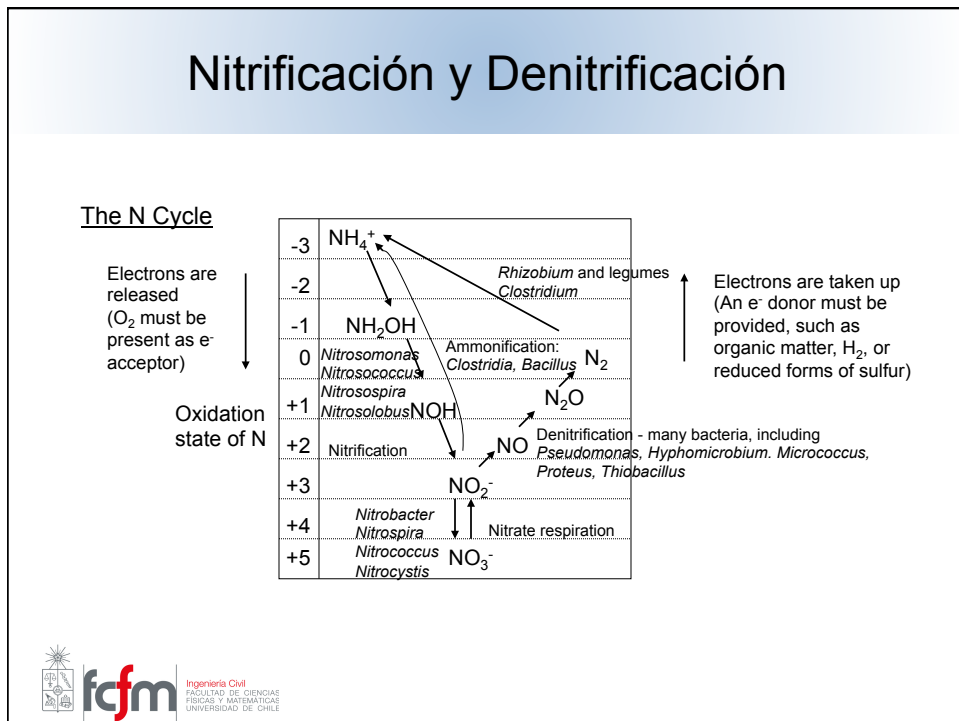 Nitrificación y Denitrificación
The N Cycle
Electrons are
released
(O₂ must be
present as e⁻
acceptor)
Oxidation
state of N
-3
NH₄⁺
-2
Rhizobium and legumes
Clostridium
-1
NH₂OH
0
Nitrosomonas
Nitrosococcus
Ammonification:
Clostridia, Bacillus
N₂
+1
Nitrosospira
Nitrosolobus
NOH
N₂O
+2
Nitrification
NO
Denitrification - many bacteria, including
Pseudomonas, Hyphomicrobium. Micrococcus,
Proteus, Thiobacillus
+3
NO₂⁻
+4
Nitrobacter
Nitrospira
Nitrate respiration
+5
Nitrococcus
Nitrocystis
NO₃⁻
Electrons are taken up
(An e⁻ donor must be
provided, such as
organic matter, H₂, or
reduced forms of sulfur)
fcfm
Ingeniería Civil
FACULTAD DE CIENCIAS
FÍSICAS Y MATEMÁTICAS
UNIVERSIDAD DE CHILE